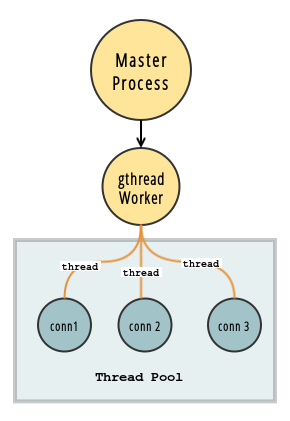 Master
Process
gthread
Worker
thread
thread
thread
conn1
conn 2
conn 3
Thread Pool